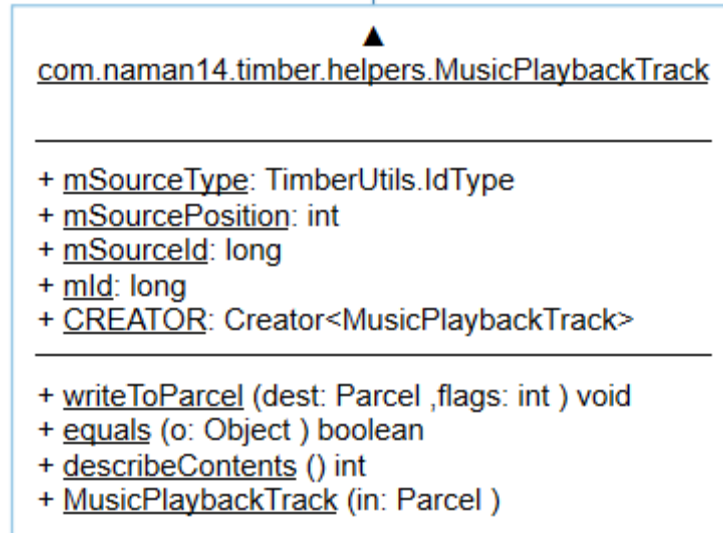 ▲
com.naman14.timber.helpers.MusicPlaybackTrack
+ mSourceType: TimberUtils.IdType
+ mSourcePosition: int
+ mSourceId: long
+ mId: long
+ CREATOR: Creator<MusicPlaybackTrack>
+ writeToParcel (dest: Parcel ,flags: int ) void
+ equals (o: Object ) boolean
+ describeContents () int
+ MusicPlaybackTrack (in: Parcel )